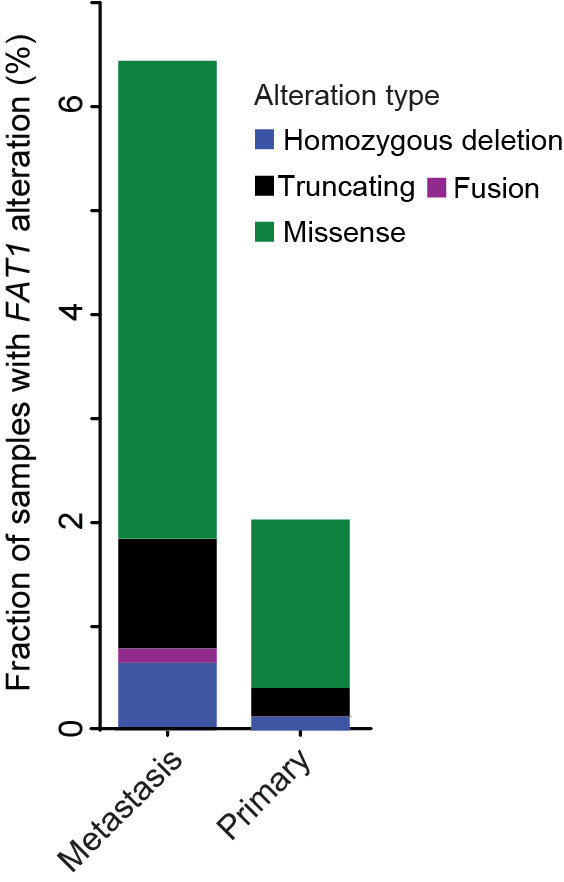 Fraction of samples with FAT1 alteration (%)
6
4
2
0
Alteration type
Homozygous deletion
Truncating Fusion
Missense
Metastasis
Primary